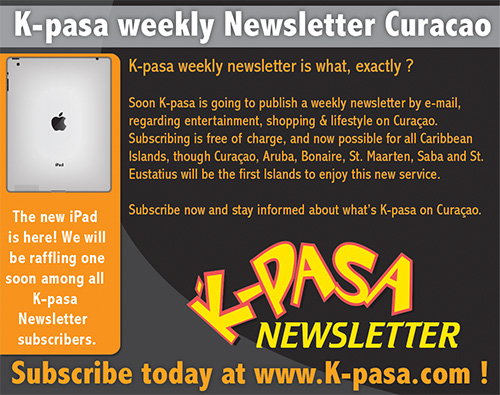 K-pasa weekly Newsletter Curacao
K-pasa weekly newsletter is what, exactly ?
Soon K-pasa is going to publish a weekly newsletter by e-mail,
regarding entertainment, shopping & lifestyle on Curaçao.
Subscribing is free of charge, and now possible for all Caribbean
Islands, though Curaçao, Aruba, Bonaire, St. Maarten, Saba and St.
Eustatius will be the first Islands to enjoy this new service.
Subscribe now and stay informed about what's K-pasa on Curaçao.
iPad
The new iPad
is here! We will
be raffling one
soon among all
K-pasa
Newsletter
subscribers.
K-PASA
NEWSLETTER
Subscribe today at www.K-pasa.com !